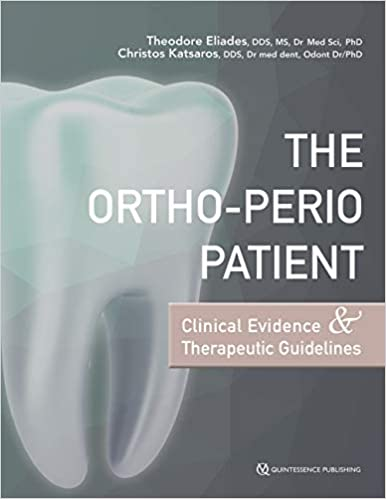 Theodore Eliades, DDS, MS, Dr Med Sci, PhD
Christos Katsaros, DDS, Dr med dent, Odont Dr/PhD
THE
ORTHO-PERIO
PATIENT
Clinical Evidence &
Therapeutic Guidelines
QUINTESSENCE PUBLISHING